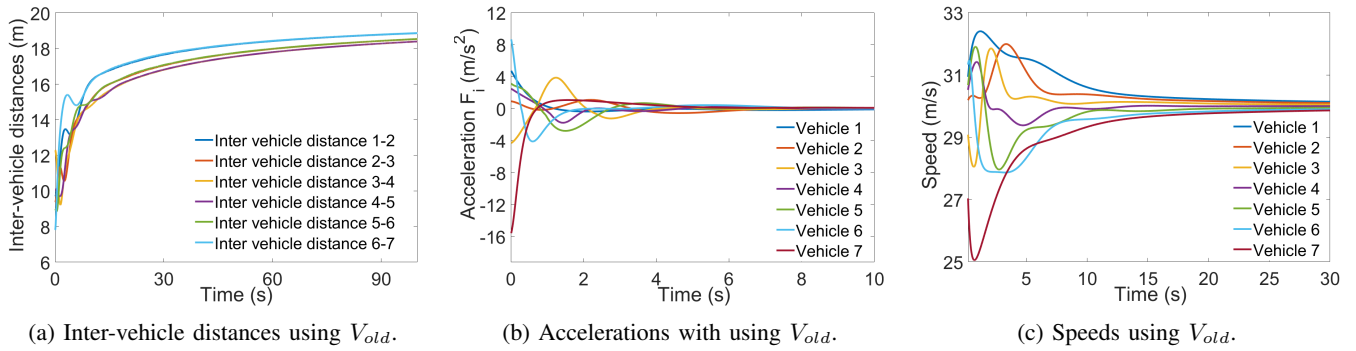 Inter-vehicle distances (m)
20
18
16
14
12
10
8
6
0
30
60
90
Time (s)
Inter vehicle distance 1-2
Inter vehicle distance 2-3
Inter vehicle distance 3-4
Inter vehicle distance 4-5
Inter vehicle distance 5-6
Inter vehicle distance 6-7
(a) Inter-vehicle distances using V_old.
Acceleration F_i (m/s^2)
12
8
4
0
-4
-8
-12
-16
0
2
4
6
8
10
Time (s)
Vehicle 1
Vehicle 2
Vehicle 3
Vehicle 4
Vehicle 5
Vehicle 6
Vehicle 7
(b) Accelerations with using V_old.
Speed (m/s)
33
31
29
27
25
5
10
15
20
25
30
Time (s)
Vehicle 1
Vehicle 2
Vehicle 3
Vehicle 4
Vehicle 5
Vehicle 6
Vehicle 7
(c) Speeds using V_old.